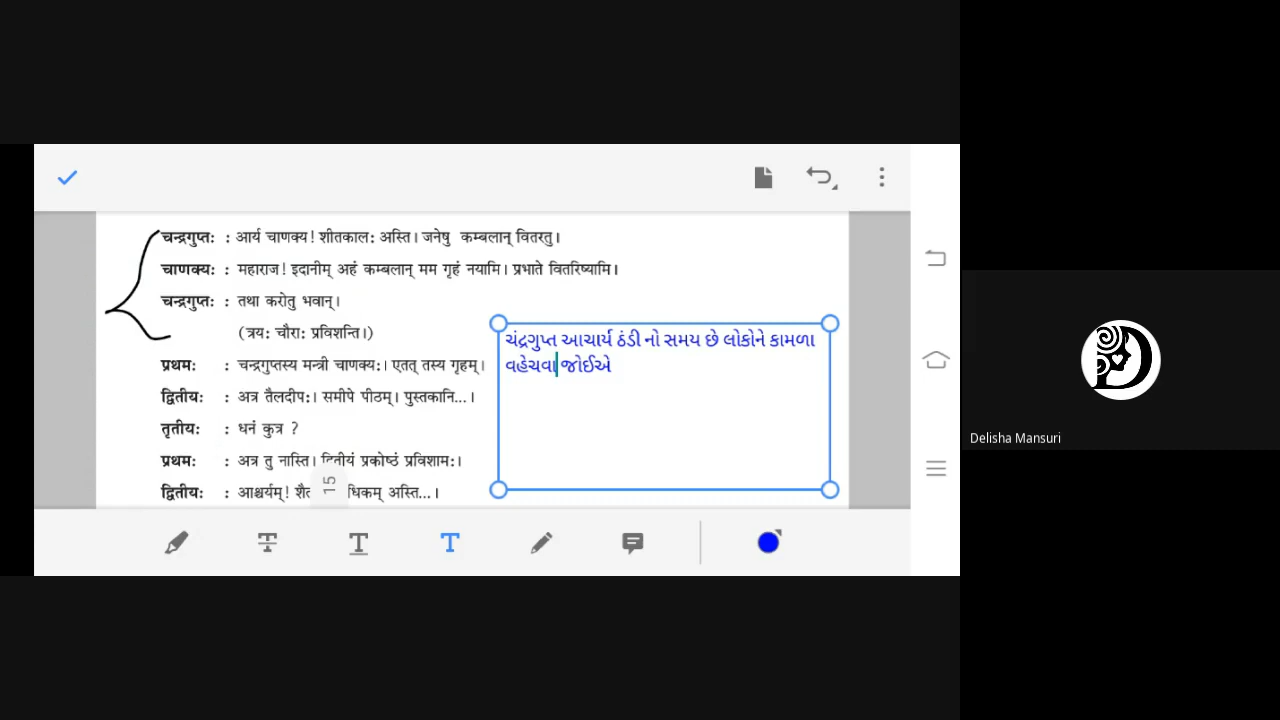 चन्द्रगुप्तः : आर्य चाणक्य! शीतकालः अस्ति। जनेषु कम्बलान् वितरतु।
चाणक्यः : महाराज! इदानीम् अहं कम्बलान् मम गृहं नयामि। प्रभाते वितरिष्यामि।
चन्द्रगुप्तः : तथा करोतु भवान्।
(त्रयः चौराः प्रविशन्ति।)
प्रथमः : चन्द्रगुप्तस्य मन्त्री चाणक्यः। एतत् तस्य गृहम्।
द्वितीयः : अत्र तैलदीपः। समीपे पीठम्। पुस्तकानि...।
तृतीयः : धनं कुत्र ?
प्रथमः : अत्र तु नास्ति। द्वितीयं प्रकोष्ठं प्रविशामः।
द्वितीयः : आश्चर्यम्! अस्ति...।
ચંદ્રગુપ્ત આચાર્ય ઠંડી નો સમય છે લોકોને કામળા
વહેચવા જોઈએ
15
Delisha Mansuri